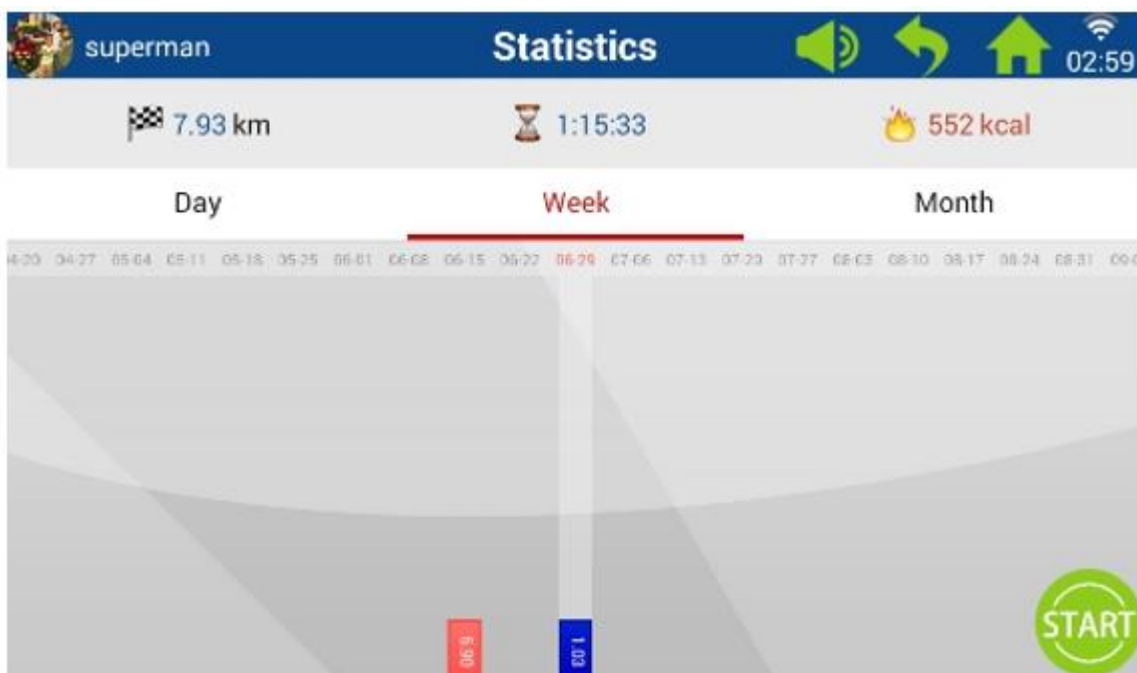 superman
Statistics
02:59
7.93 km
1:15:33
552 kcal
Day
Week
Month
04-27 05-04 05-11 05-18 05-25 06-01 06-08 06-15 06-22 06-29 07-06 07-13 07-27 08-03 08-10 08-17 08-24 08-31
6.90
1.03
START